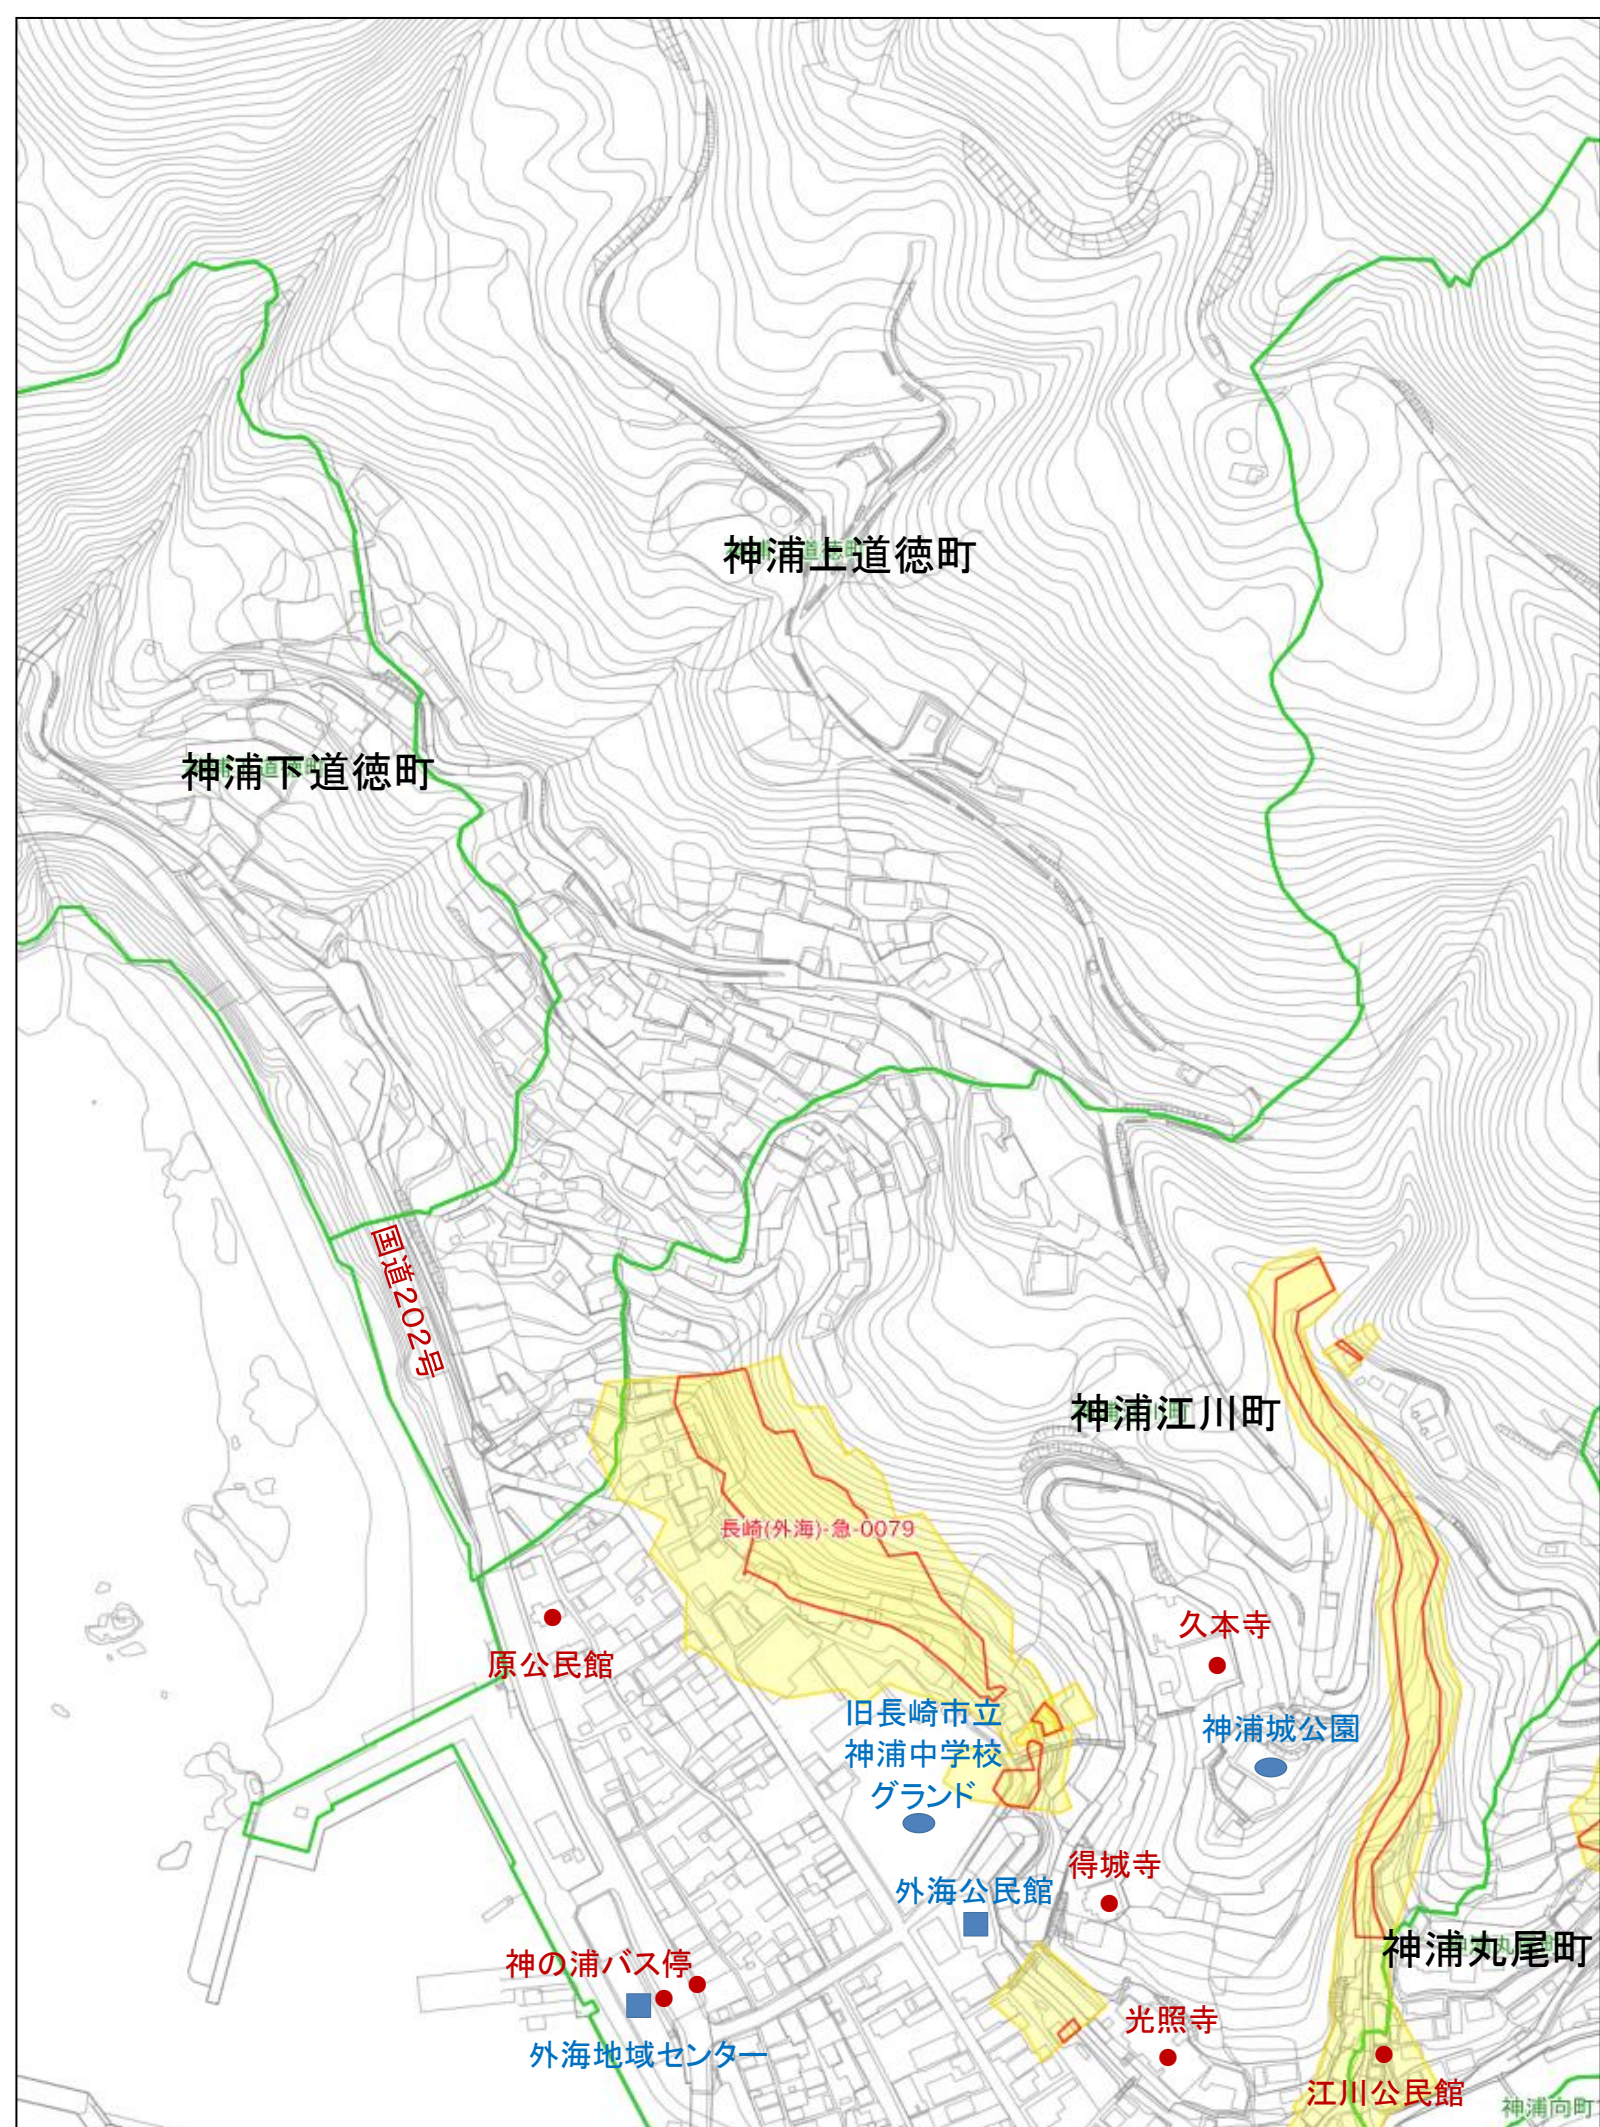 神浦上道徳町
神浦下道徳町
国道202号
神浦江川町
長崎(外海)-急-0079
久本寺
原公民館
旧長崎市立
神浦中学校
グランド
神浦城公園
得城寺
外海公民館
神浦丸尾町
神の浦バス停
光照寺
外海地域センター
江川公民館
神浦向町